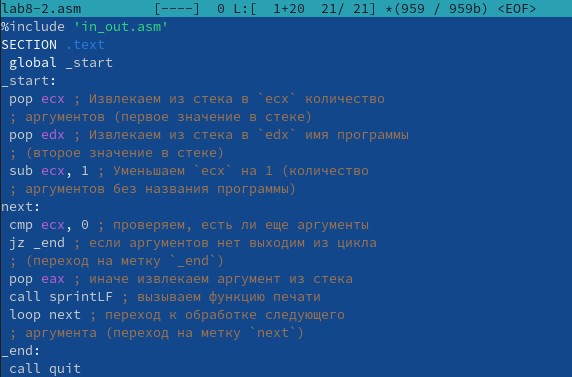 lab8-2.asm [----] 0 L:[ 1+20 21/ 21] *(959 / 959b) <EOF>
%include 'in_out.asm'
SECTION .text
global _start
_start:
pop ecx ; Извлекаем из стека в `ecx` количество
; аргументов (первое значение в стеке)
pop edx ; Извлекаем из стека в `edx` имя программы
; (второе значение в стеке)
sub ecx, 1 ; Уменьшаем `ecx` на 1 (количество
; аргументов без названия программы)
next:
cmp ecx, 0 ; проверяем, есть ли еще аргументы
jz _end ; если аргументов нет выходим из цикла
; (переход на метку `_end`)
pop eax ; иначе извлекаем аргумент из стека
call sprintLF ; вызываем функцию печати
loop next ; переход к обработке следующего
; аргумента (переход на метку `next`)
_end:
call quit